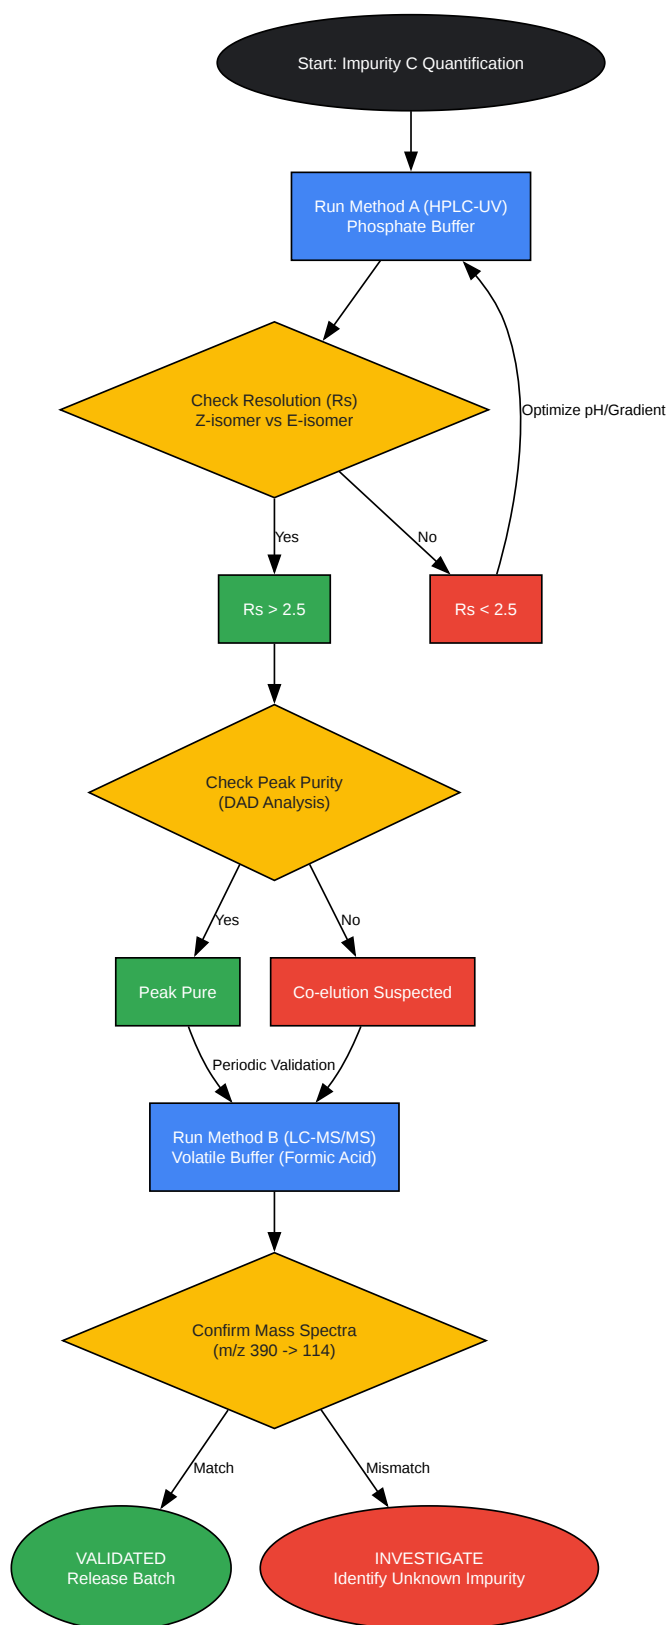 Start: Impurity C Quantification
Run Method A (HPLC-UV)
Phosphate Buffer
Check Resolution (Rs)
Z-isomer vs E-isomer
Optimize pH/Gradient
Yes
No
Rs > 2.5
Rs < 2.5
Check Peak Purity
(DAD Analysis)
Yes
No
Peak Pure
Co-elution Suspected
Periodic Validation
Run Method B (LC-MS/MS)
Volatile Buffer (Formic Acid)
Confirm Mass Spectra
(m/z 390 -> 114)
Match
Mismatch
VALIDATED
Release Batch
INVESTIGATE
Identify Unknown Impurity